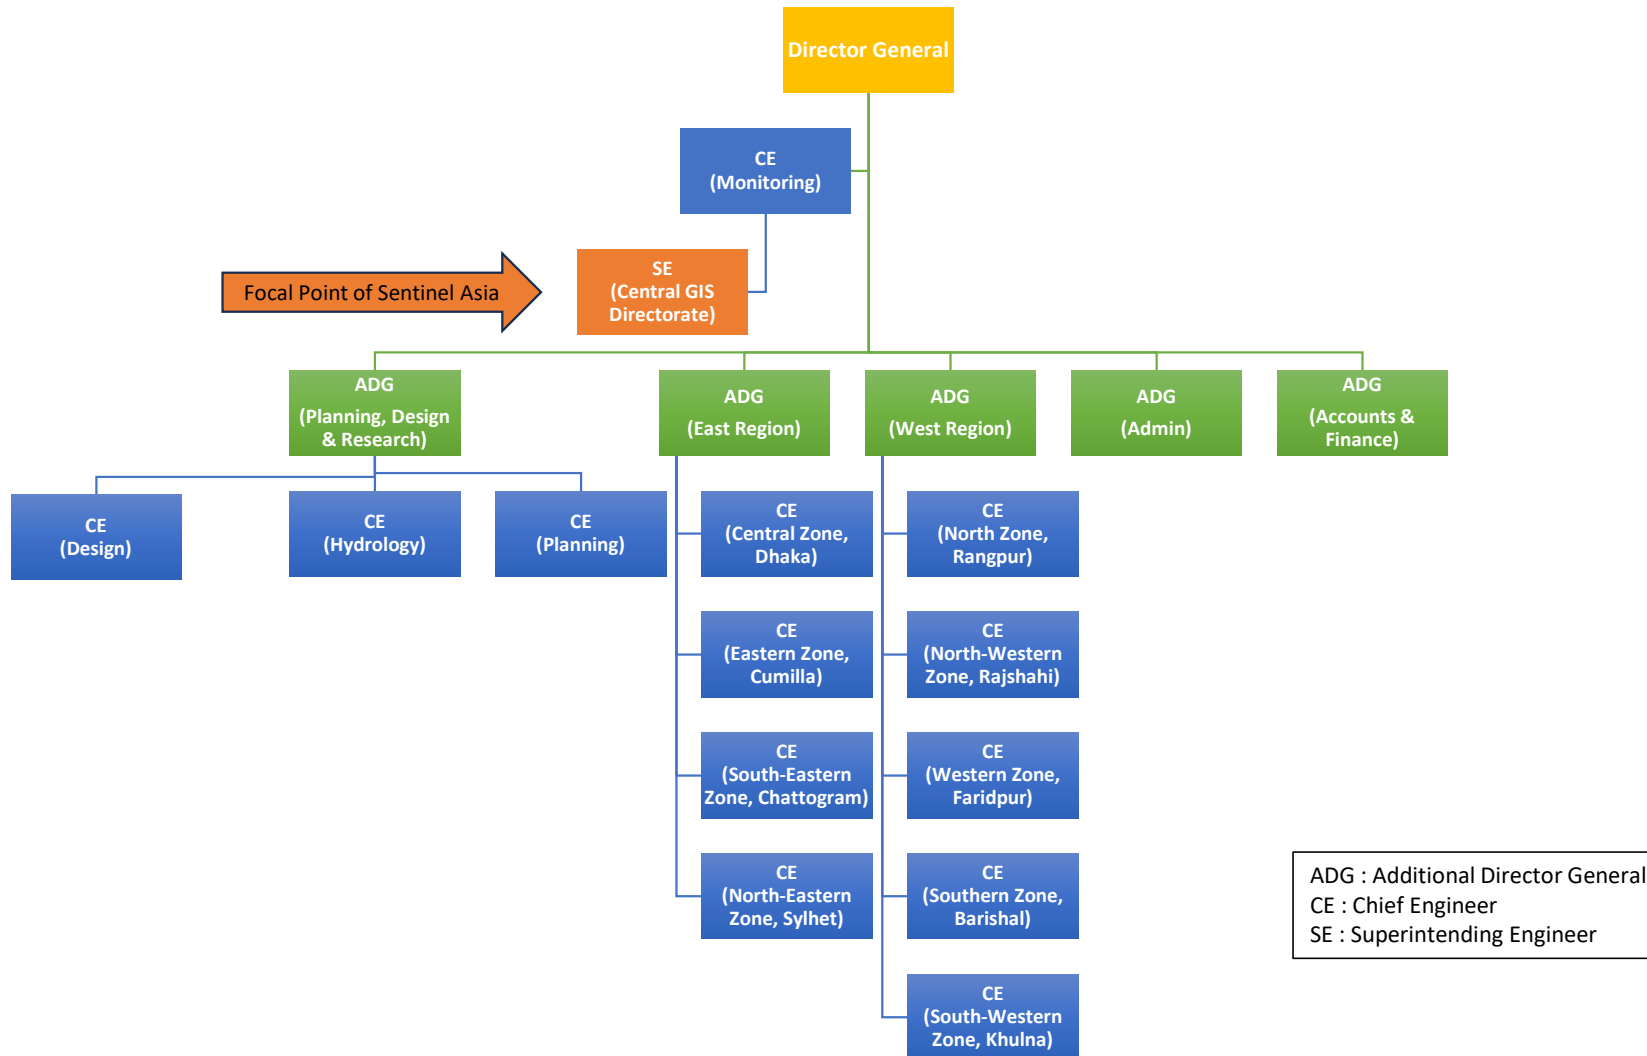 Director General
CE
(Monitoring)
Focal Point of Sentinel Asia
SE
(Central GIS
Directorate)
ADG
(Planning, Design
& Research)
ADG
(East Region)
ADG
(West Region)
ADG
(Admin)
ADG
(Accounts &
Finance)
CE
(Design)
CE
(Hydrology)
CE
(Planning)
CE
(Central Zone,
Dhaka)
CE
(North Zone,
Rangpur)
CE
(Eastern Zone,
Cumilla)
CE
(North-Western
Zone, Rajshahi)
CE
(South-Eastern
Zone, Chattogram)
CE
(Western Zone,
Faridpur)
CE
(North-Eastern
Zone, Sylhet)
CE
(Southern Zone,
Barishal)
CE
(South-Western
Zone, Khulna)
ADG : Additional Director General
CE : Chief Engineer
SE : Superintending Engineer